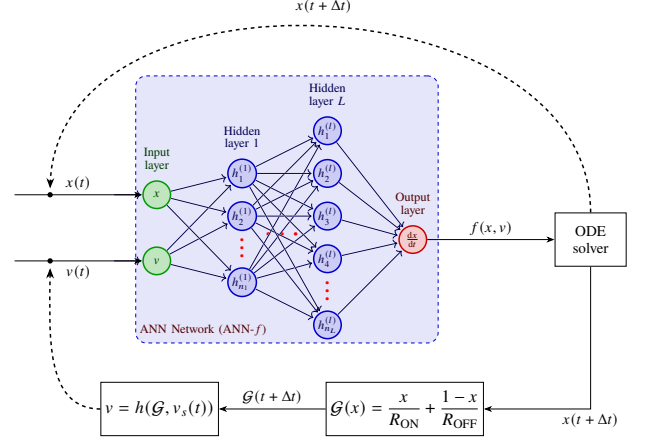 x(t + Δt)
Hidden
layer L
h_1^{(l)}
Hidden
layer 1
Input
layer
h_1^{(1)}
h_2^{(l)}
x(t)
x
Output
layer
h_2^{(1)}
h_3^{(l)}
f(x, v)
ODE
solver
dx/dt
v(t)
v
h_4^{(l)}
h_{n_1}^{(1)}
h_{n_L}^{(l)}
ANN Network (ANN-f)
v = h(𝒢, v_s(t))
𝒢(t + Δt)
𝒢(x) = x/R_ON + (1 − x)/R_OFF
x(t + Δt)